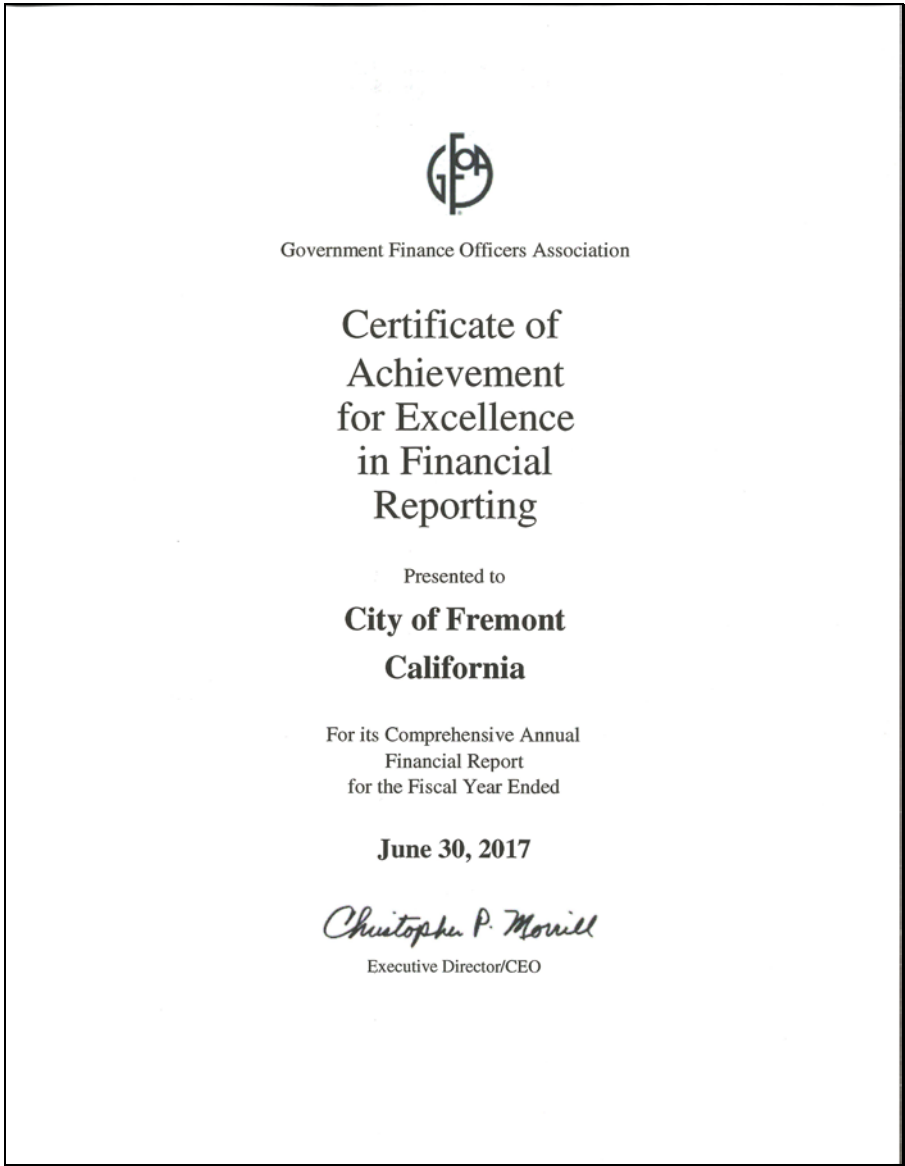 GFOA
Government Finance Officers Association
Certificate of
Achievement
for Excellence
in Financial
Reporting
Presented to
City of Fremont
California
For its Comprehensive Annual
Financial Report
for the Fiscal Year Ended
June 30, 2017
Christopher P. Morrill
Executive Director/CEO